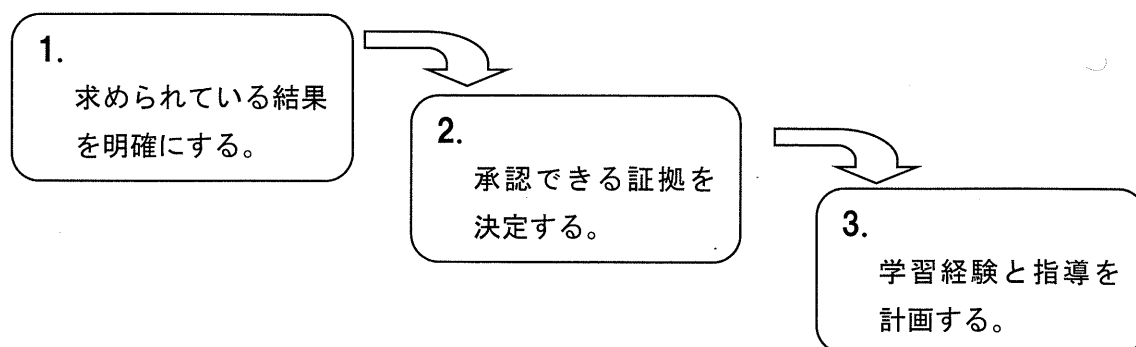 1.
求められている結果
を明確にする。
2.
承認できる証拠を
決定する。
3.
学習経験と指導を
計画する。